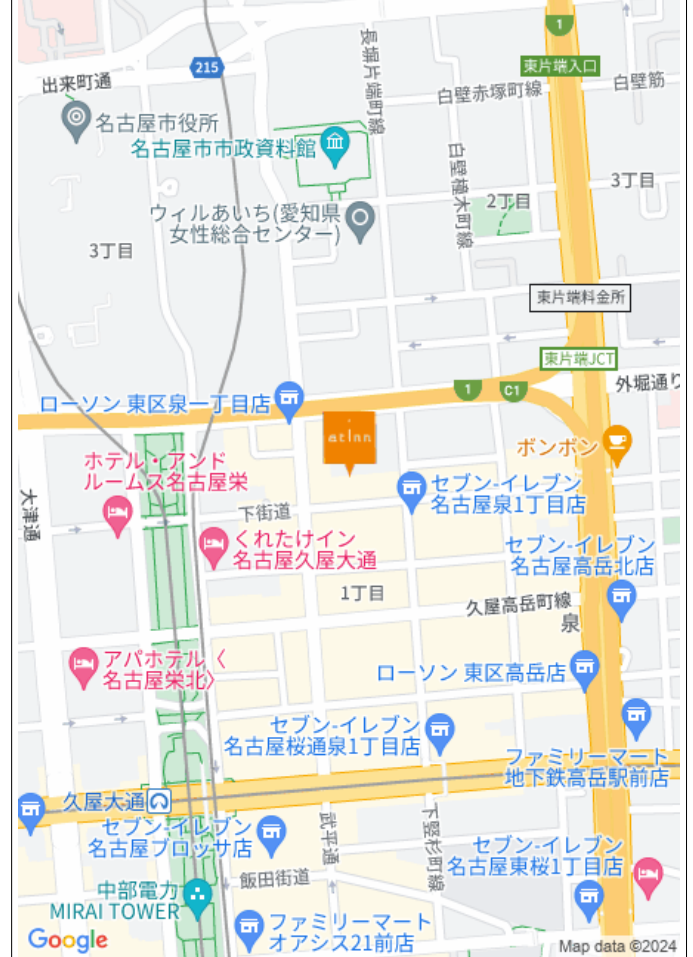 1
長塀片端町線
215
東片端入口
出来町通
白壁筋
白壁赤塚町線
名古屋市役所
名古屋市市政資料館
白壁橦木町線
3丁目
2丁目
ウィルあいち(愛知県
女性総合センター)
3丁目
東片端料金所
東片端JCT
外堀通り
1
C1
ローソン 東区泉一丁目店
at inn
ボンボン
ホテル・アンド
ルームス名古屋栄
セブン-イレブン
名古屋泉1丁目店
大津通
下街道
くれたけイン
名古屋久屋大通
セブン-イレブン
名古屋高岳北店
1丁目
久屋高岳町線
泉
アパホテル〈
名古屋栄北〉
ローソン 東区高岳店
セブン-イレブン
名古屋桜通泉1丁目店
ファミリーマート
地下鉄高岳駅前店
久屋大通
セブン-イレブン
名古屋ブロッサ店
武平通
下竪杉町線
セブン-イレブン
名古屋東桜1丁目店
飯田街道
中部電力
MIRAI TOWER
ファミリーマート
オアシス21前店
Google
Map data ©2024